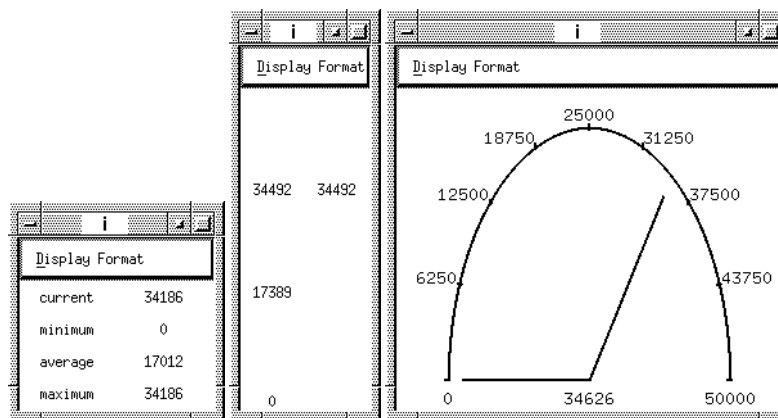 i
Display Format
current 34186
minimum 0
average 17012
maximum 34186
i
Display Format
34492 34492
17389
0
i
Display Format
25000
18750 31250
12500 37500
6250 43750
0 34626 50000